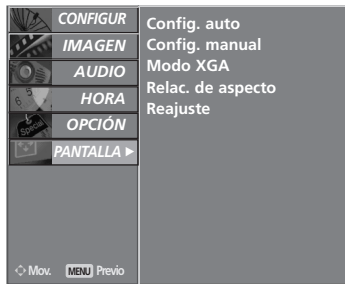 CONFIGUR
IMAGEN
AUDIO
HORA
OPCIÓN
PANTALLA ►
Config. auto
Config. manual
Modo XGA
Relac. de aspecto
Reajuste
Mov. MENU Previo